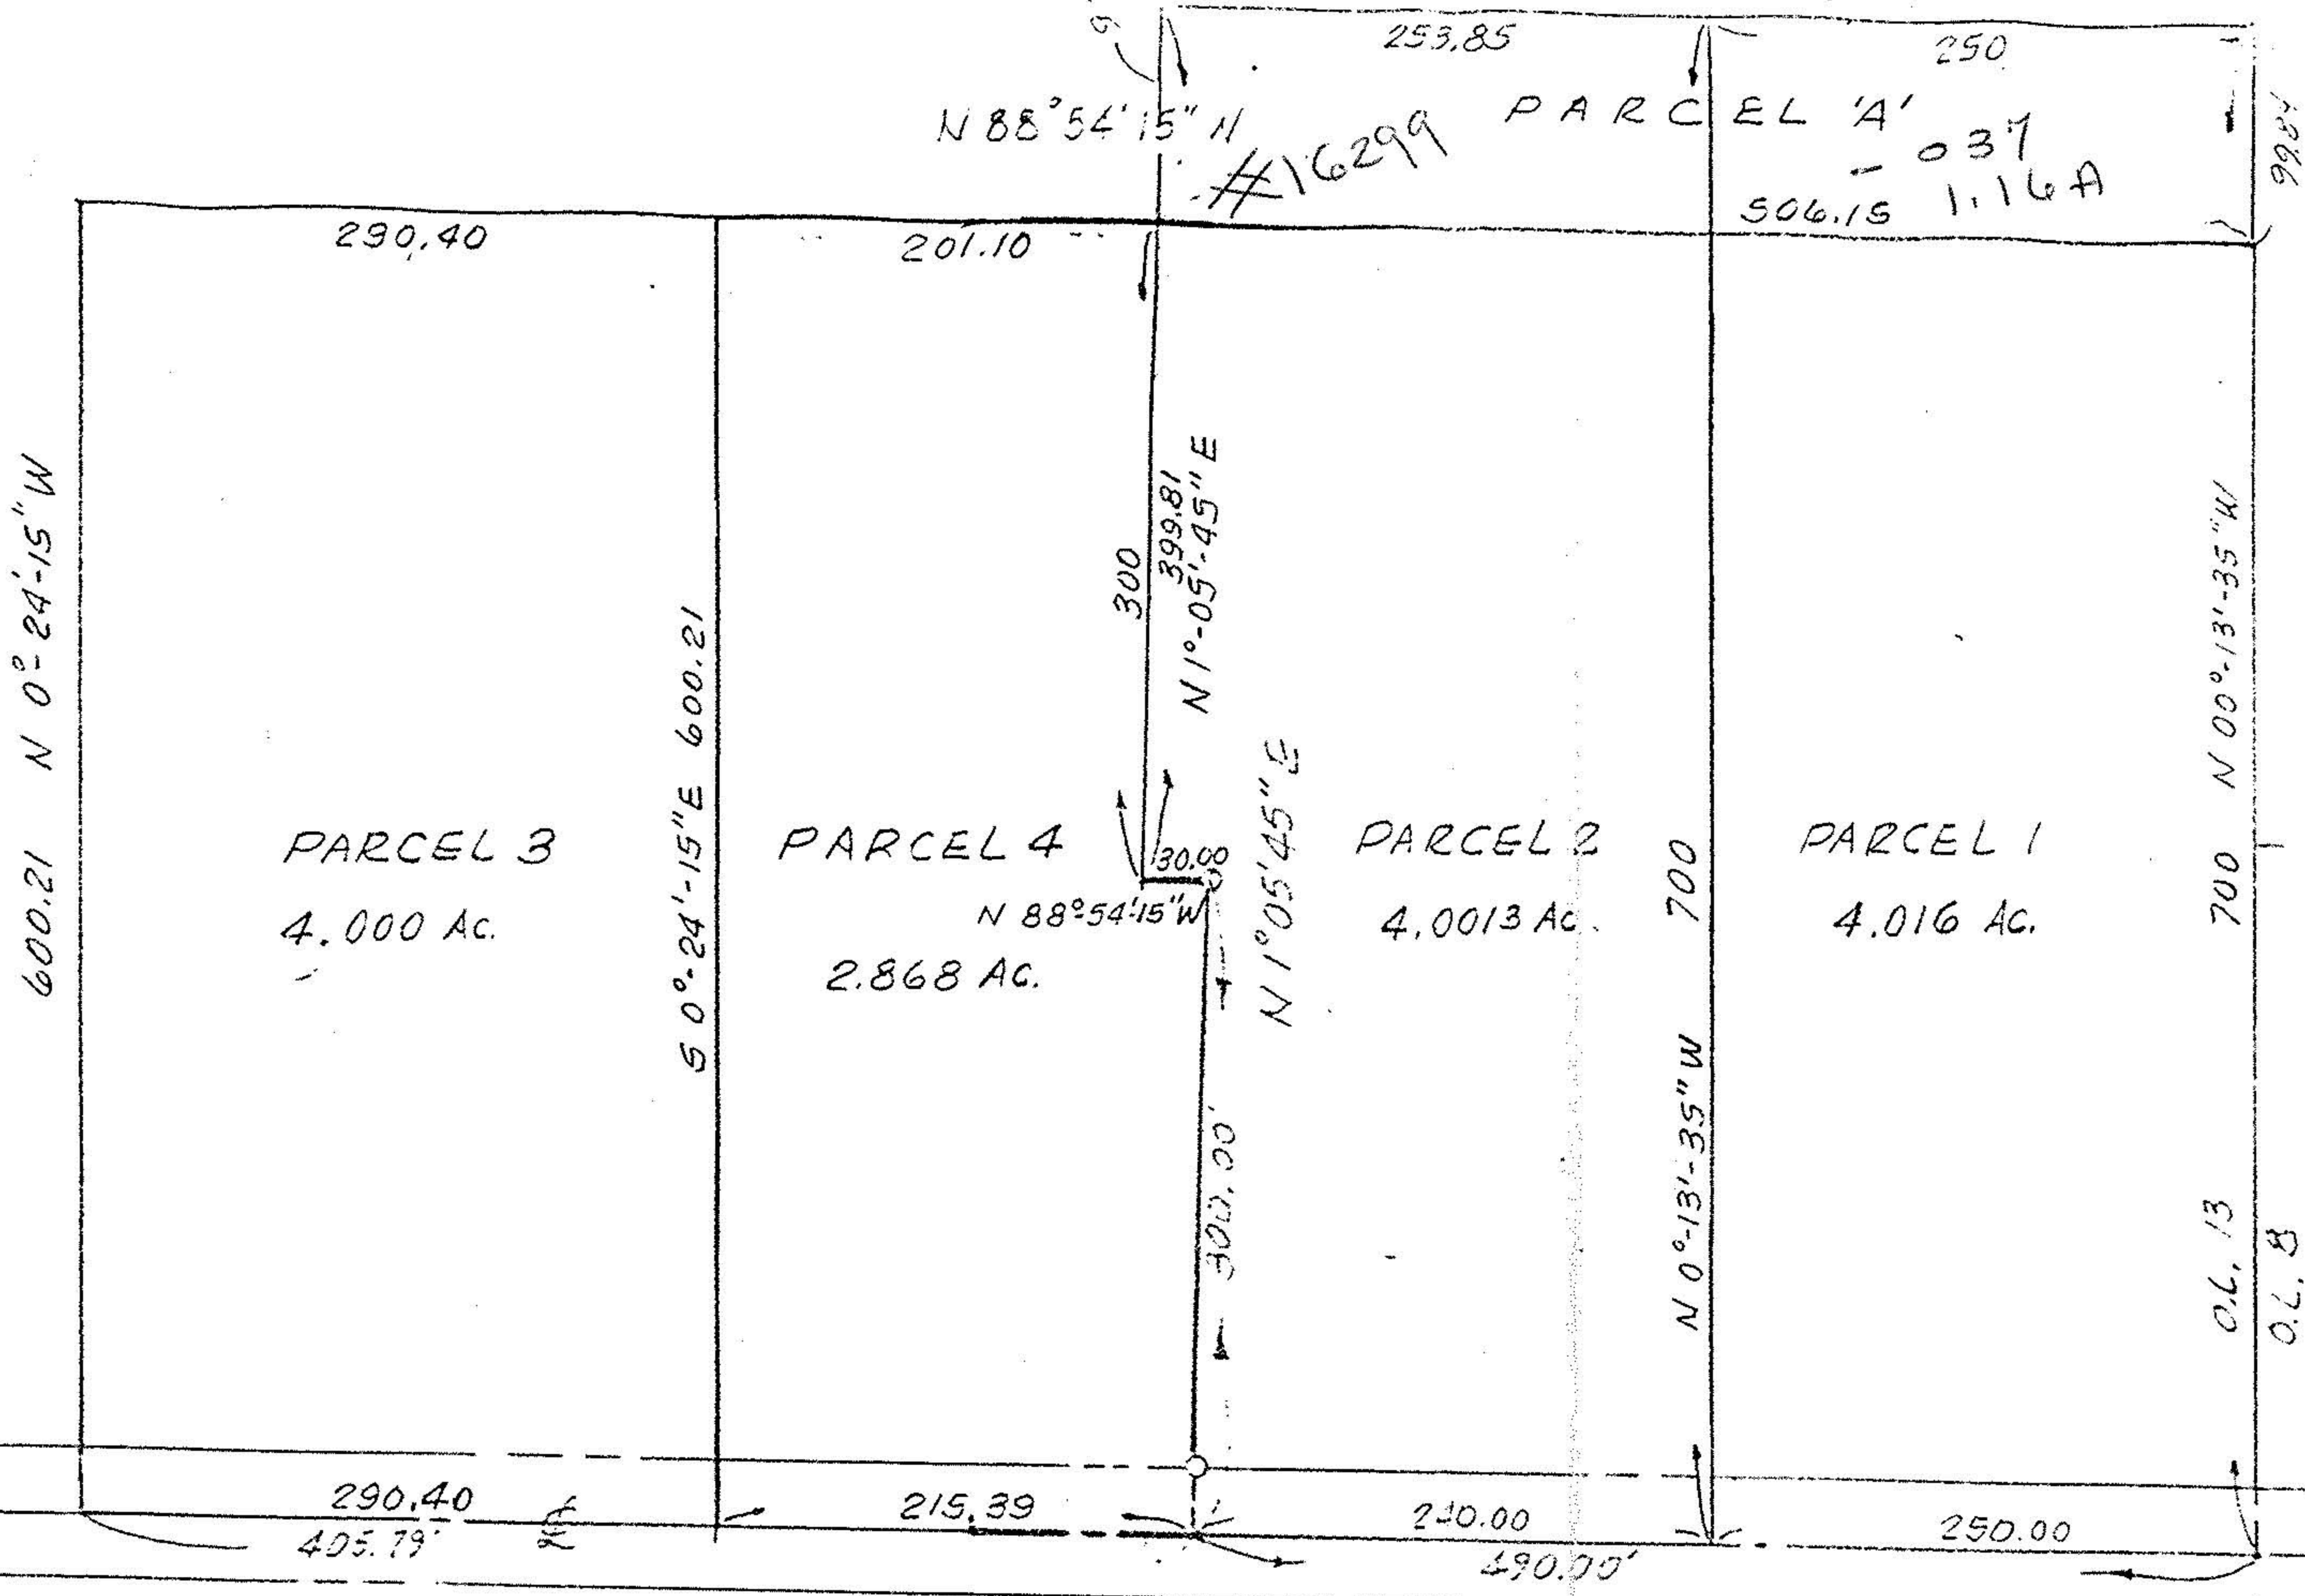 253.85
250
N 88°54'15" W
PARCEL 'A'
#16299
- 037
1.16 A
506.15
99.84
290.40
201.10
600.21 N 0°-24'-15" W
S 0°-24'-15" E 600.21
300
399.81
N 1°-05'-45" E
N 1°05'45" E
700 N 00°-13'-35" W
PARCEL 3
4.000 AC.
PARCEL 4
2.868 AC.
30.00
N 88°-54'-15" W
PARCEL 2
4.0013 AC.
700
PARCEL 1
4.016 AC.
300.00'
N 0°-13'-35" W
O.L. 13
O.L. 8
290.40
℄
215.39
240.00
250.00
490.00'